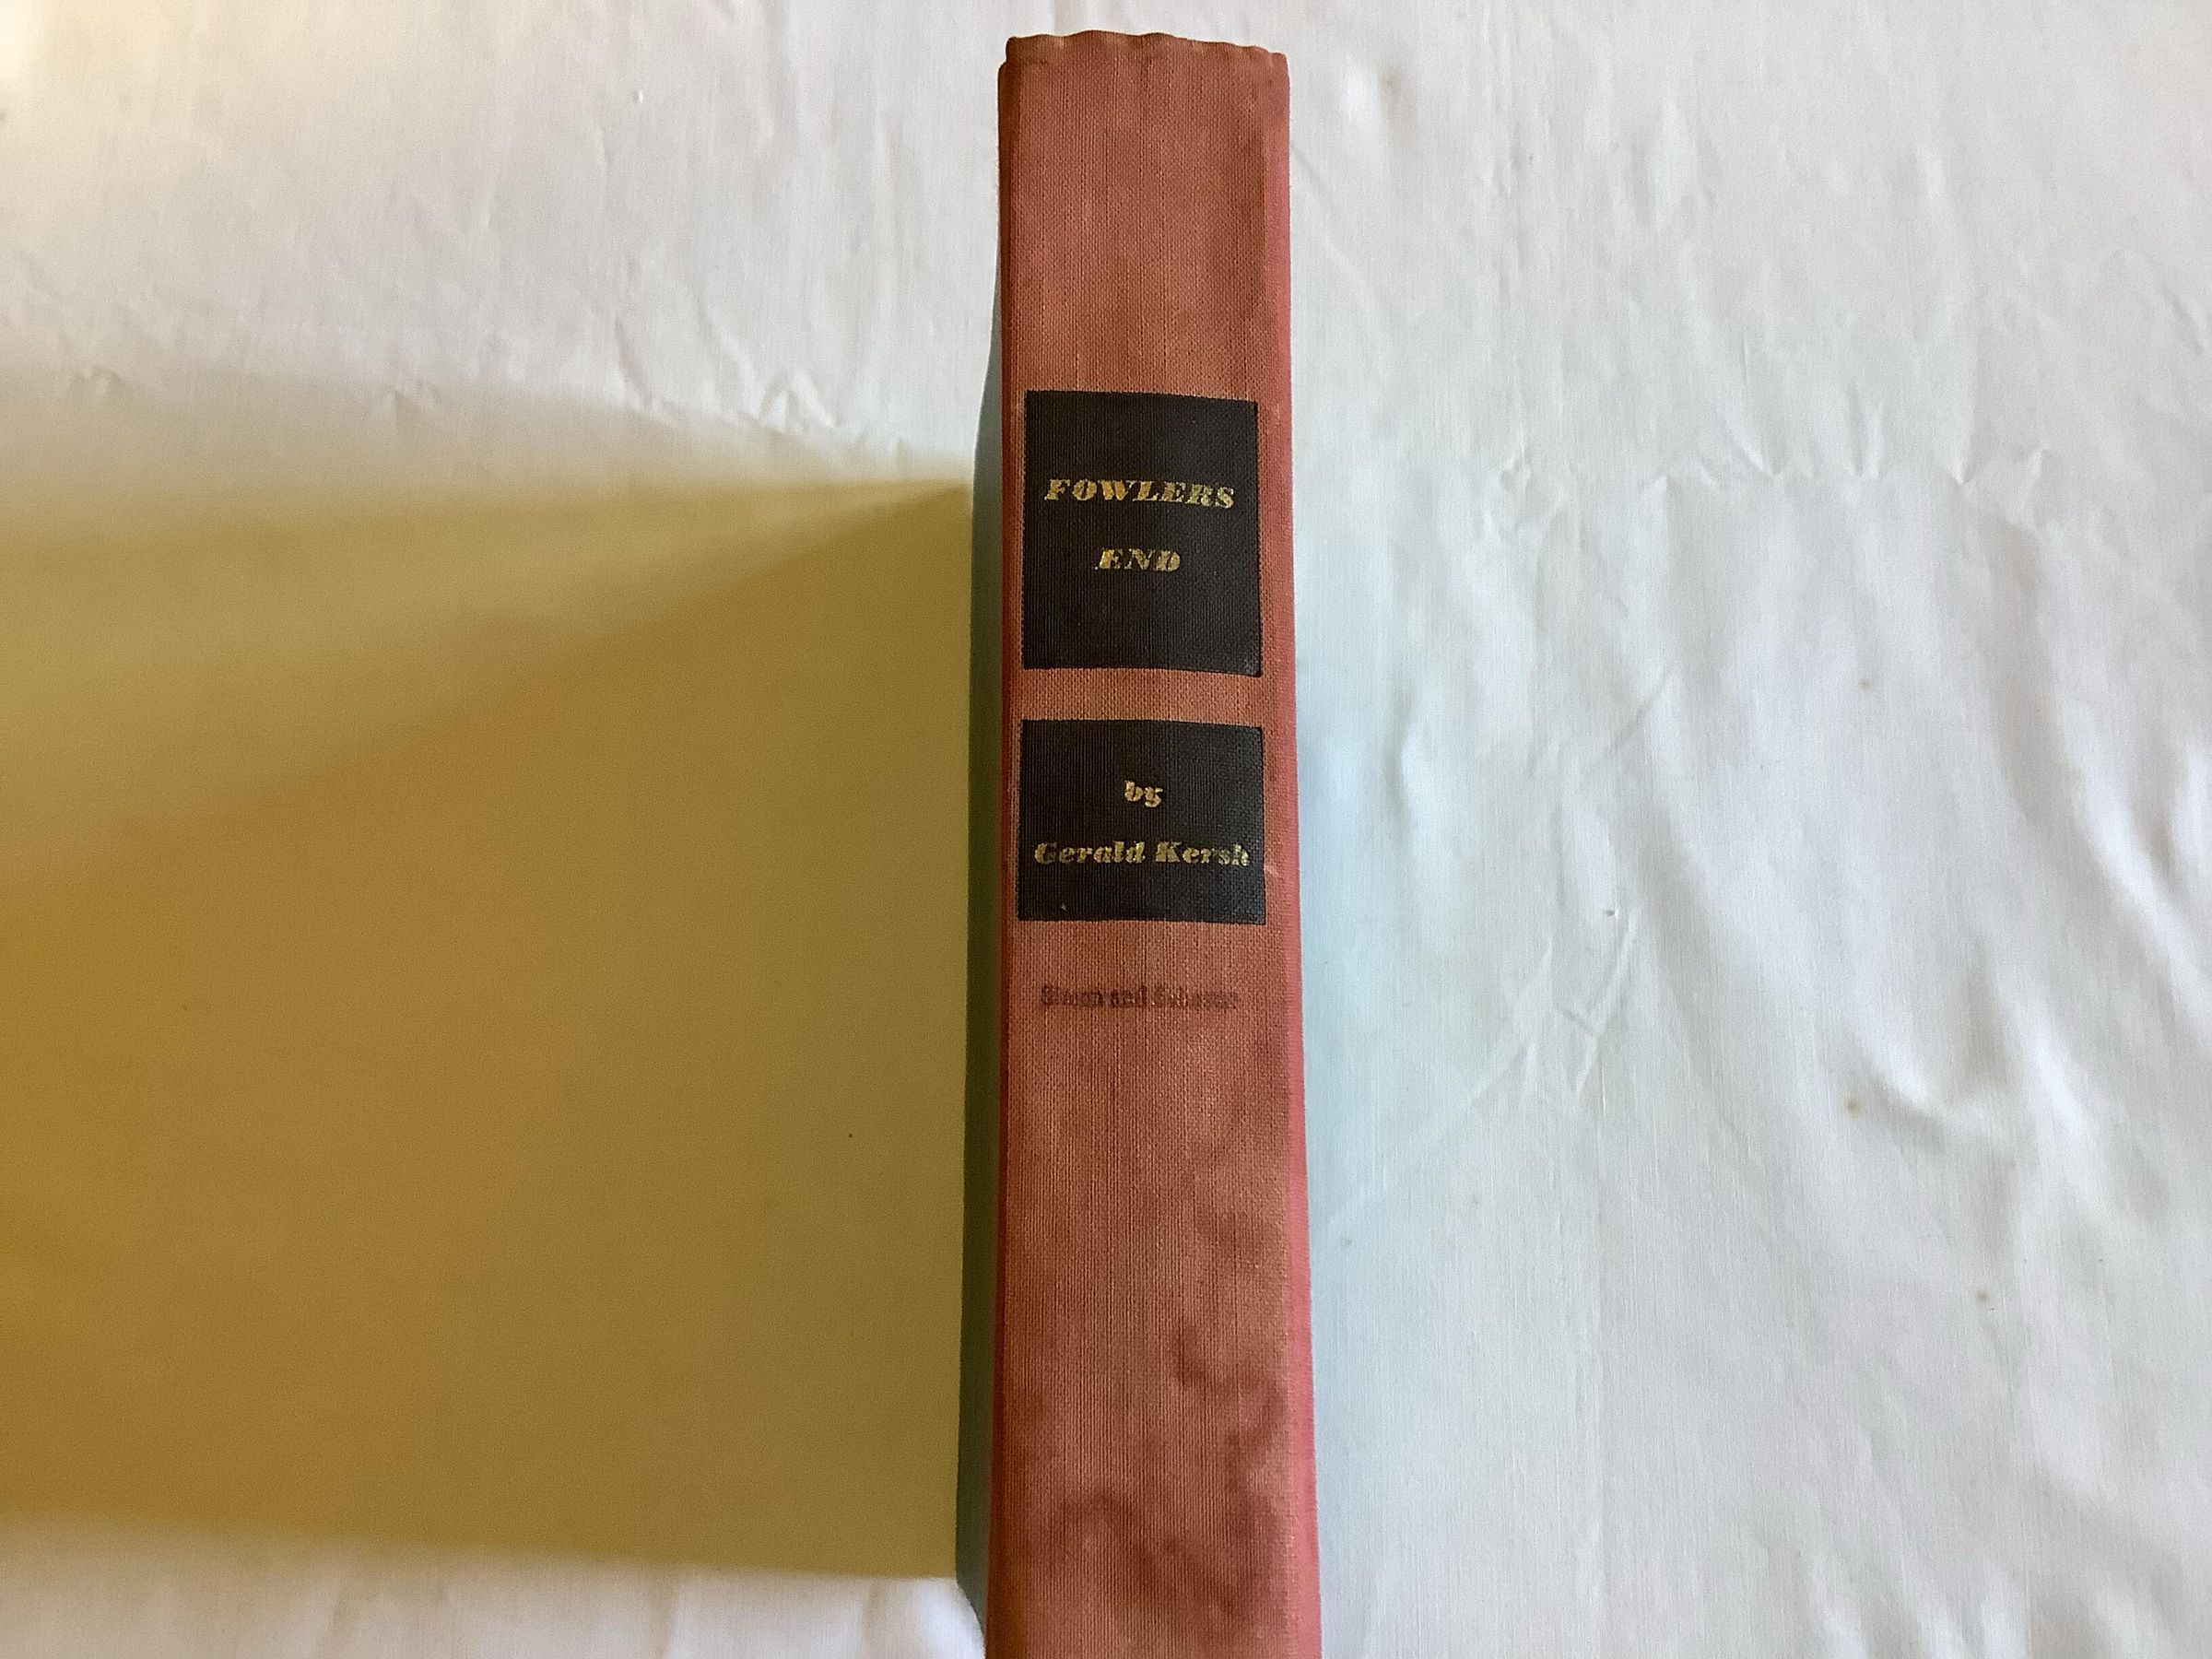 FOWLERS
END
by
Gerald Kersh
Simon and Schuster